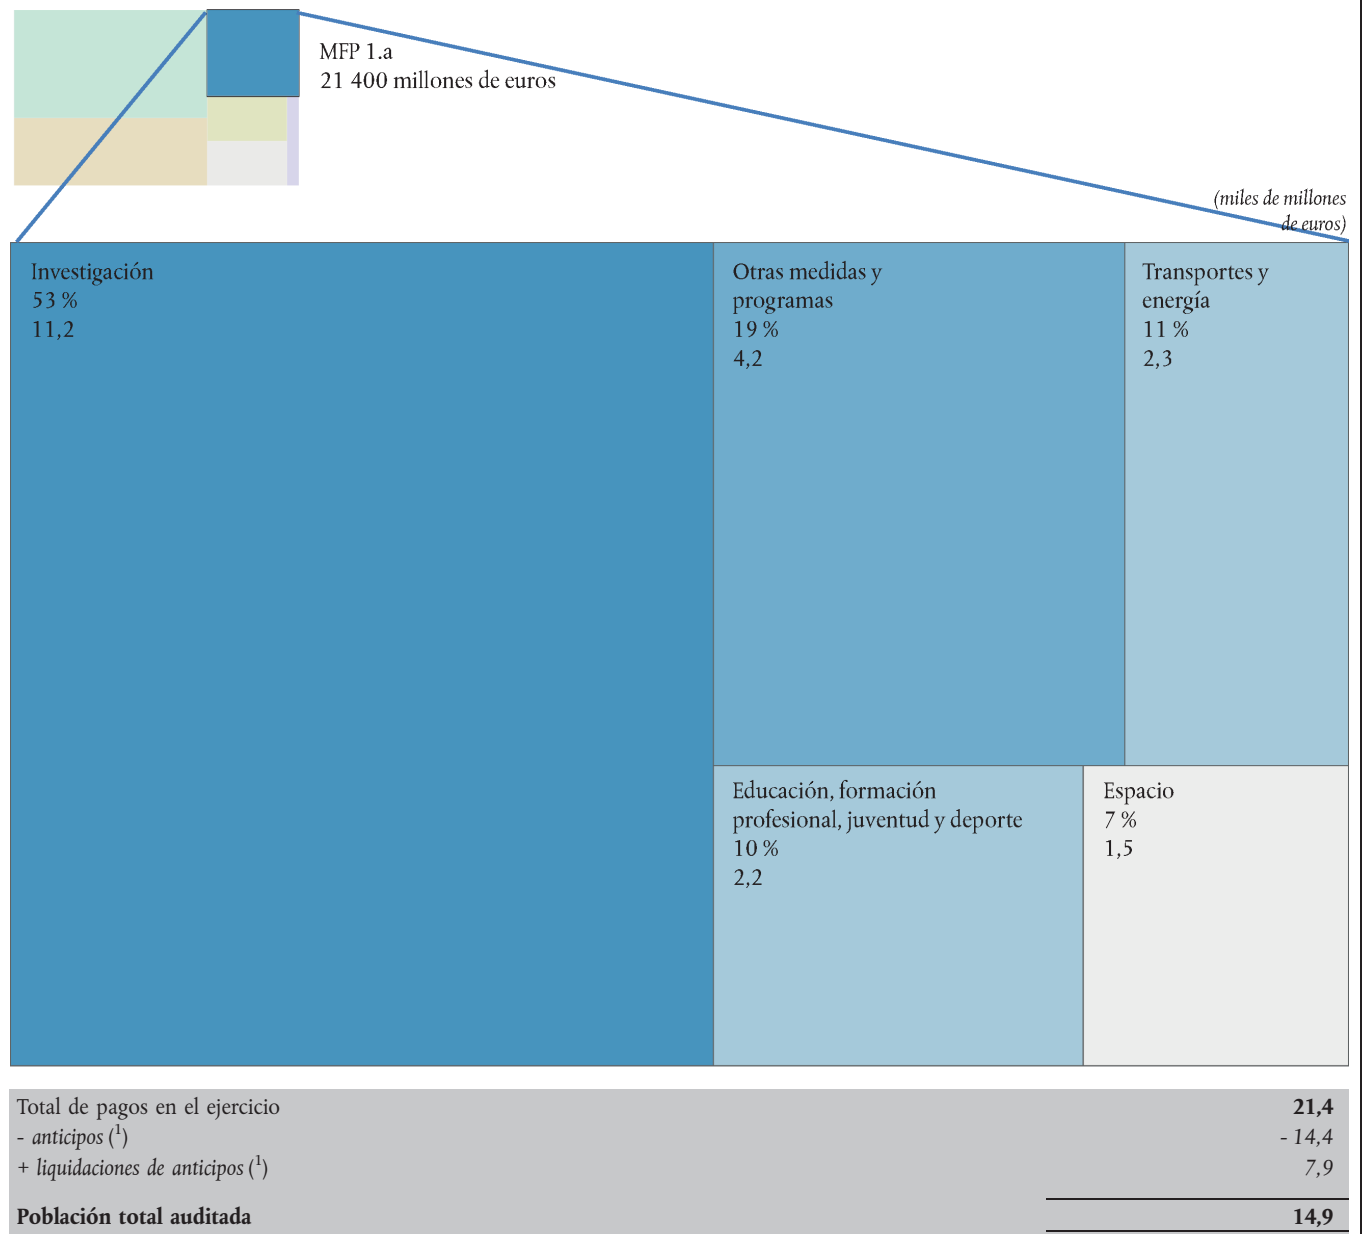 MFP 1.a
21 400 millones de euros
(miles de millones
de euros)
Investigación
53 %
11,2
Otras medidas y
programas
19 %
4,2
Transportes y
energía
11 %
2,3
Educación, formación
profesional, juventud y deporte
10 %
2,2
Espacio
7 %
1,5
Total de pagos en el ejercicio 21,4
- anticipos (1) - 14,4
+ liquidaciones de anticipos (1) 7,9
Población total auditada 14,9